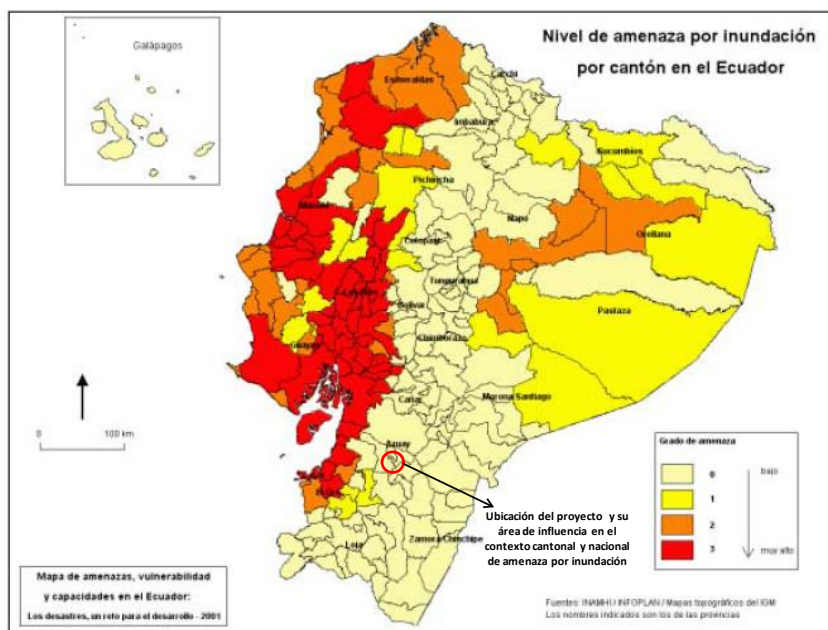 Galápagos
Nivel de amenaza por inundación
por cantón en el Ecuador
Esmeraldas
Carchi
Imbabura
Sucumbíos
Pichincha
Manabí
Napo
Orellana
Cotopaxi
Tungurahua
Los Ríos
Bolívar
Pastaza
Chimborazo
Guayas
Cañar
Morona Santiago
Azuay
El Oro
Loja
Zamora Chinchipe
0 100 km
Ubicación del proyecto y su
área de influencia en el
contexto cantonal y nacional
de amenaza por inundación
Grado de amenaza
0 bajo
1
2
3 muy alto
Mapa de amenazas, vulnerabilidad
y capacidades en el Ecuador:
Los desastres, un reto para el desarrollo - 2001
Fuentes: INAMHI / INFOPLAN / Mapas topográficos del IGM
Los nombres indicados son los de las provincias